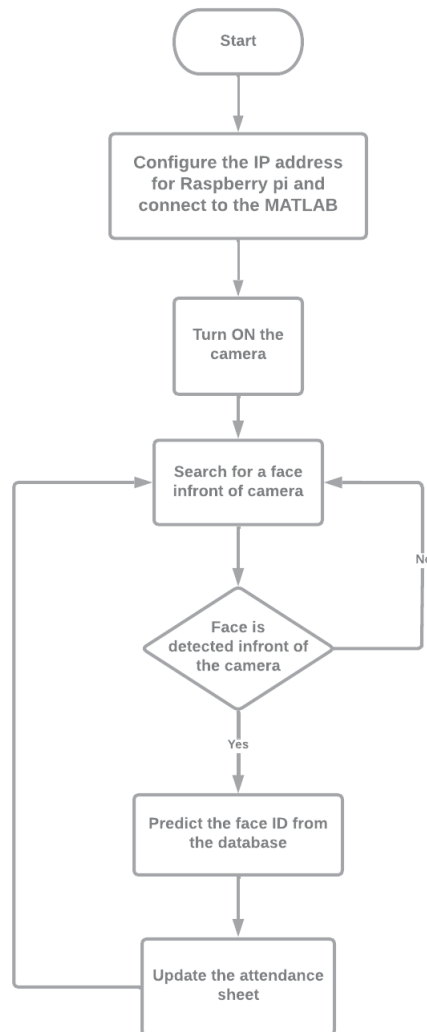 Start
Configure the IP address
for Raspberry pi and
connect to the MATLAB
Turn ON the
camera
Search for a face
infront of camera
Face is
detected infront of
the camera
Yes
Predict the face ID from
the database
Update the attendance
sheet